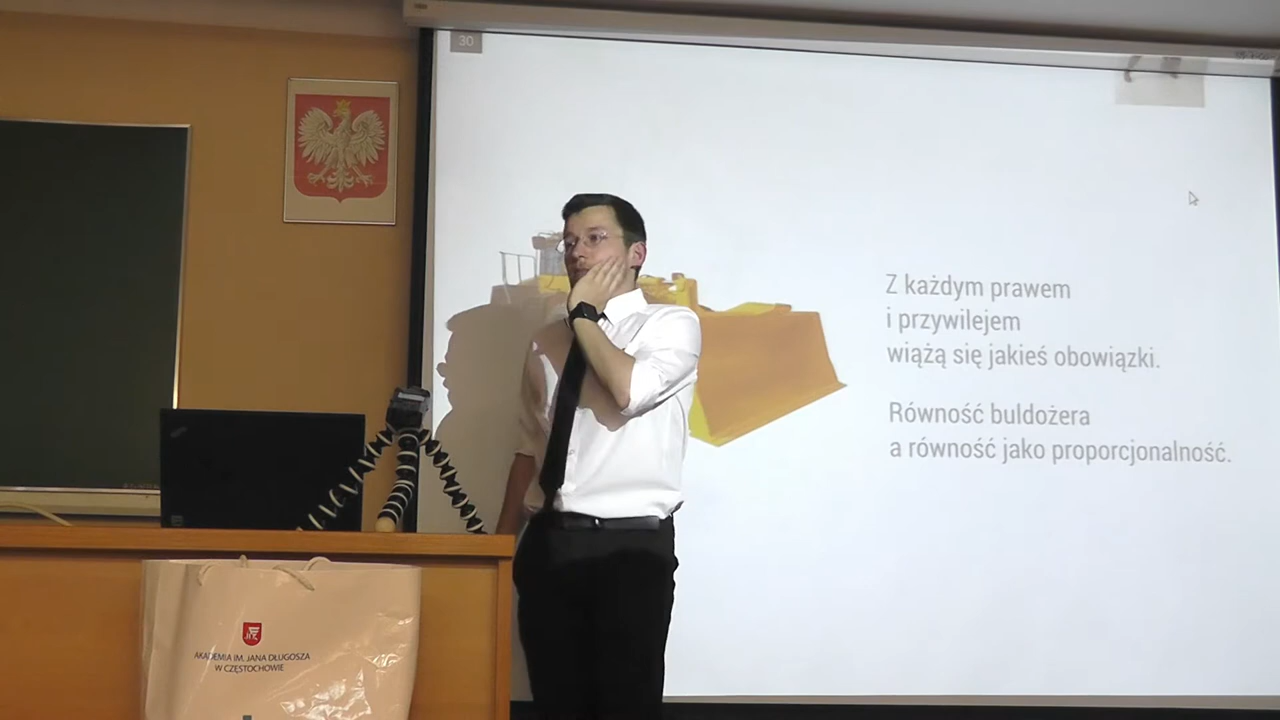 30
Z każdym prawem
i przywilejem
wiążą się jakieś obowiązki.
Równość buldożera
a równość jako proporcjonalność.
AKADEMIA IM. JANA DŁUGOSZA
W CZĘSTOCHOWIE